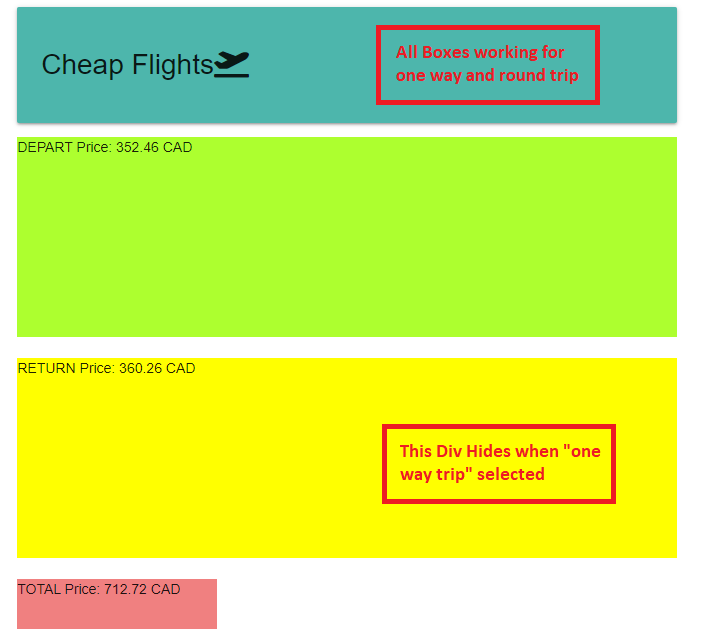 Cheap Flights
All Boxes working for
one way and round trip
DEPART Price: 352.46 CAD
RETURN Price: 360.26 CAD
This Div Hides when "one
way trip" selected
TOTAL Price: 712.72 CAD